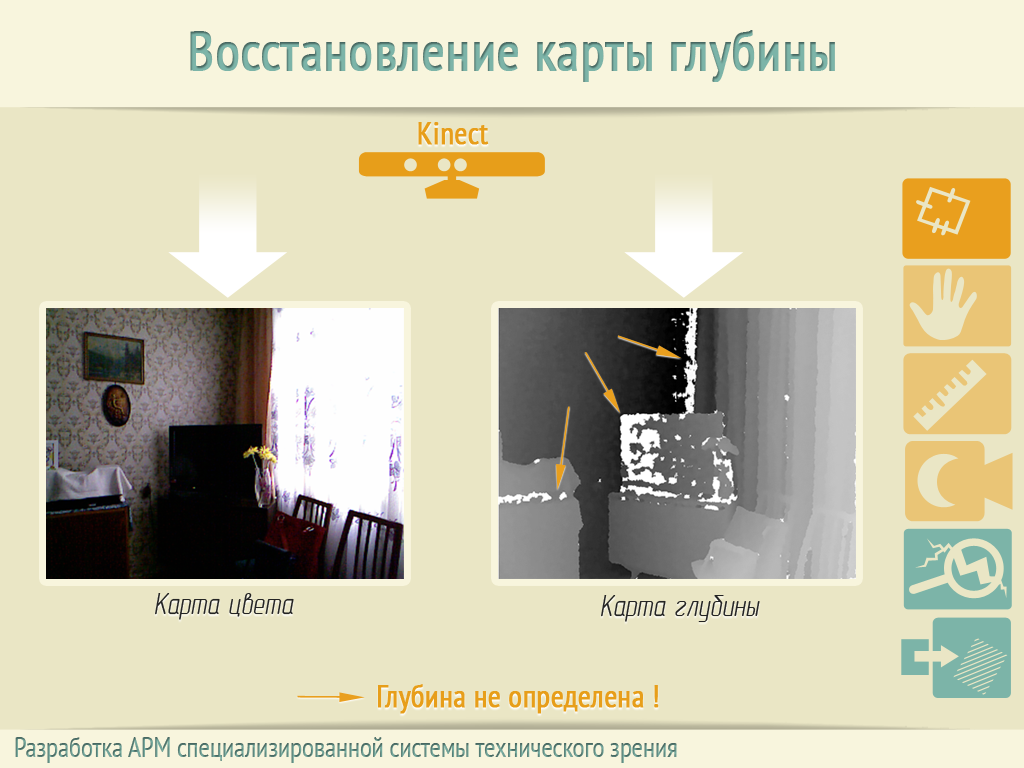 Восстановление карты глубины
Kinect
Карта цвета
Карта глубины
Глубина не определена !
Разработка АРМ специализированной системы технического зрения